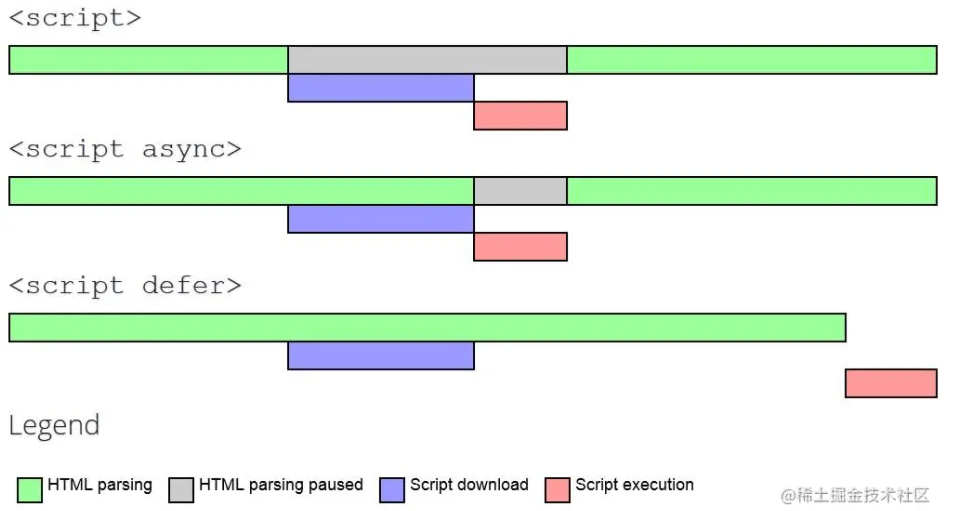 <script>
<script async>
<script defer>
Legend
HTML parsing HTML parsing paused Script download Script execution
@稀土掘金技术社区